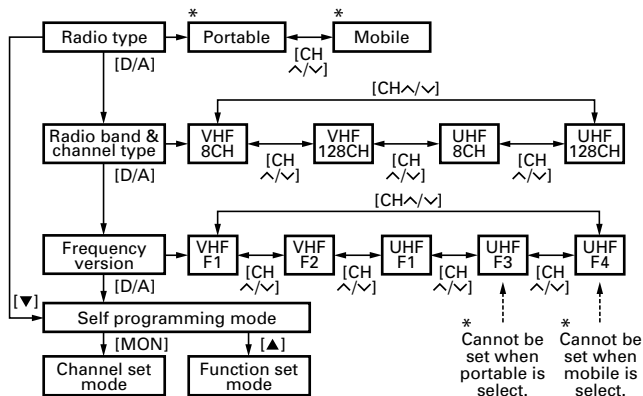 * *
Radio type Portable Mobile
[CH
∧/∨]
[D/A]
[CH∧/∨]
Radio band & VHF VHF UHF UHF
channel type 8CH 128CH 8CH 128CH
[CH [CH [CH
∧/∨] ∧/∨] ∧/∨]
[D/A]
[CH∧/∨]
Frequency VHF VHF UHF UHF UHF
version F1 F2 F1 F3 F4
[CH [CH [CH [CH
∧/∨] ∧/∨] ∧/∨] ∧/∨]
[D/A]
[▼]
Self programming mode
[MON] [▲]
Channel set Function set
mode mode
* *
Cannot be Cannot be
set when set when
portable is mobile is
select. select.